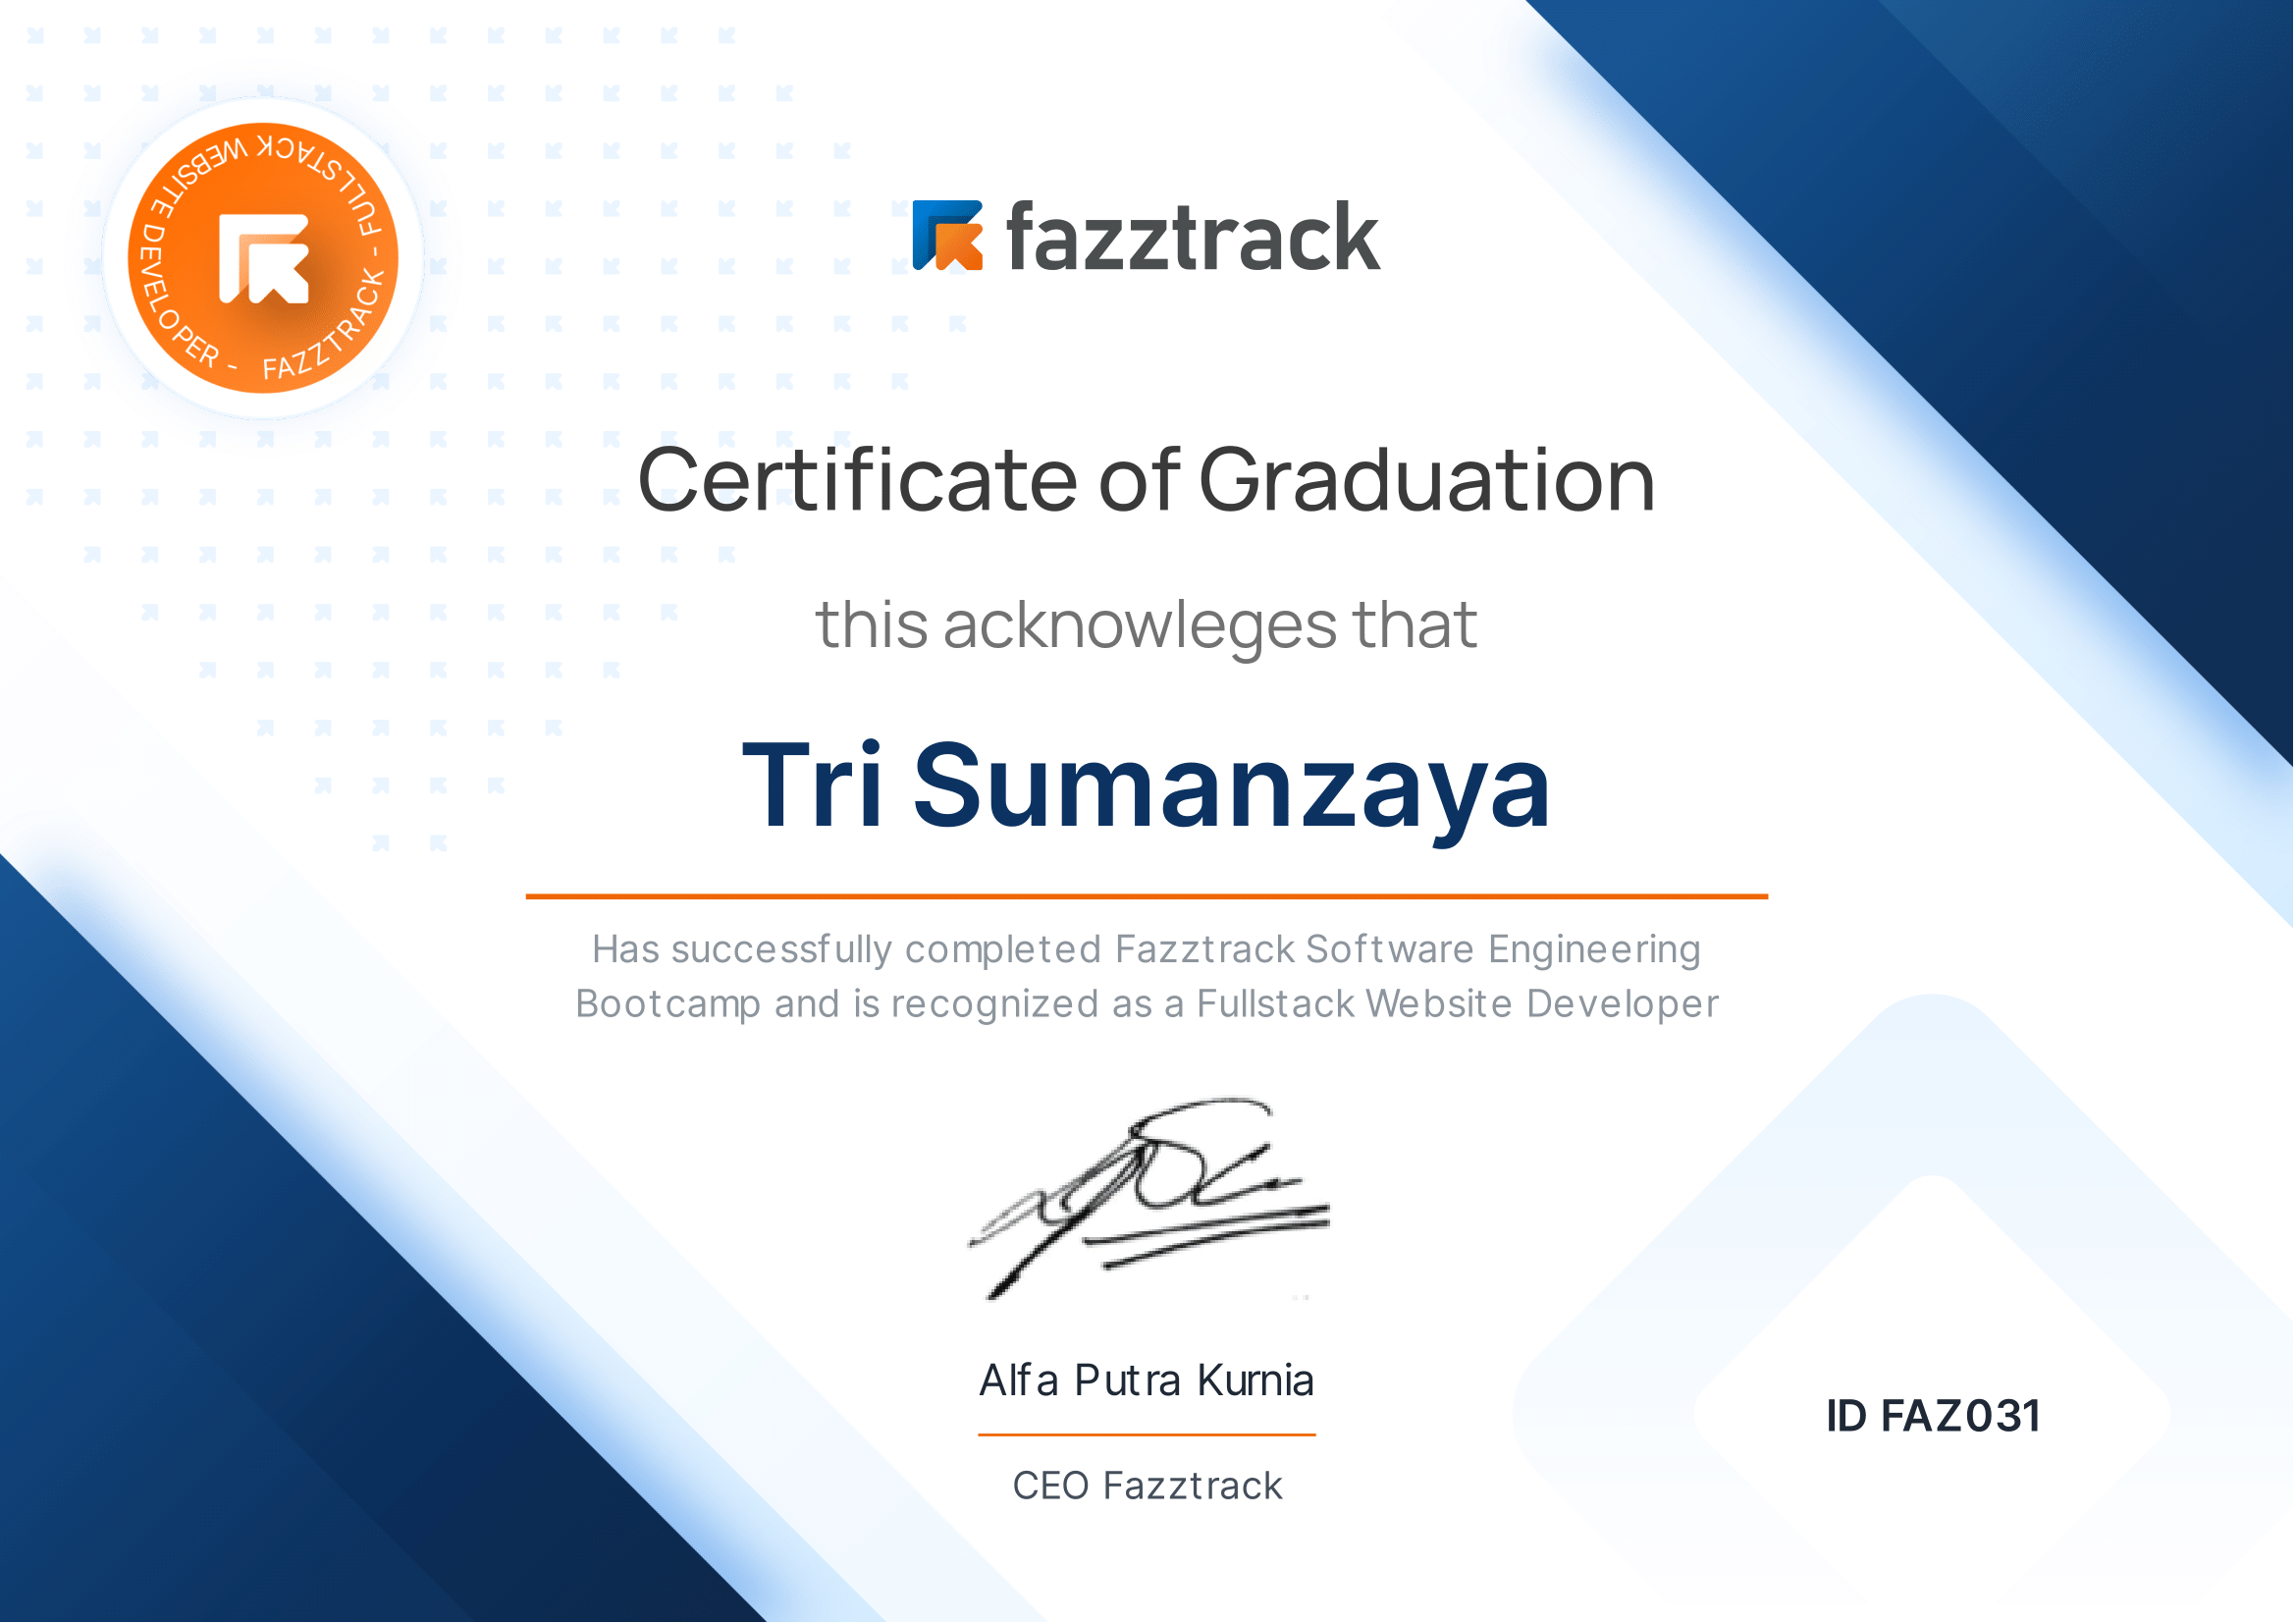 FULLSTACK WEBSITE DEVELOPER - FAZZTRACK -
fazztrack
Certificate of Graduation
this acknowleges that
Tri Sumanzaya
Has successfully completed Fazztrack Software Engineering
Bootcamp and is recognized as a Fullstack Website Developer
Alfa Putra Kurnia
CEO Fazztrack
ID FAZ031